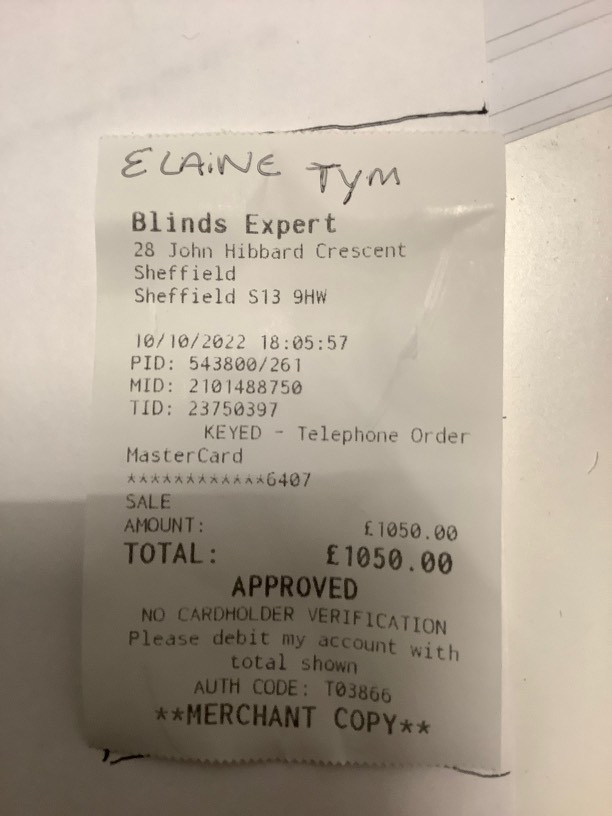 ELAINE TYM
Blinds Expert
28 John Hibbard Crescent
Sheffield
Sheffield S13 9HW
10/10/2022 18:05:57
PID: 543800/261
MID: 2101488750
TID: 23750397
KEYED - Telephone Order
MasterCard
************6407
SALE
AMOUNT: £1050.00
TOTAL: £1050.00
APPROVED
NO CARDHOLDER VERIFICATION
Please debit my account with
total shown
AUTH CODE: T03866
**MERCHANT COPY**